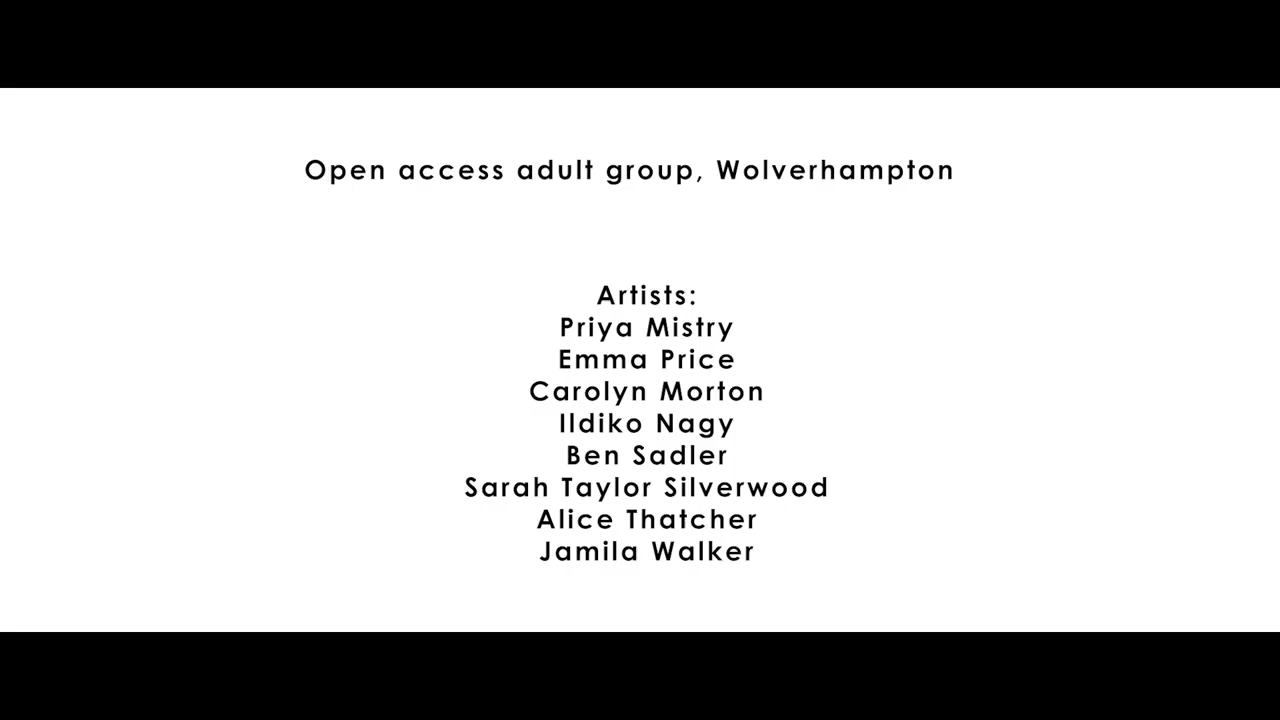 Open access adult group, Wolverhampton
Artists:
Priya Mistry
Emma Price
Carolyn Morton
Ildiko Nagy
Ben Sadler
Sarah Taylor Silverwood
Alice Thatcher
Jamila Walker